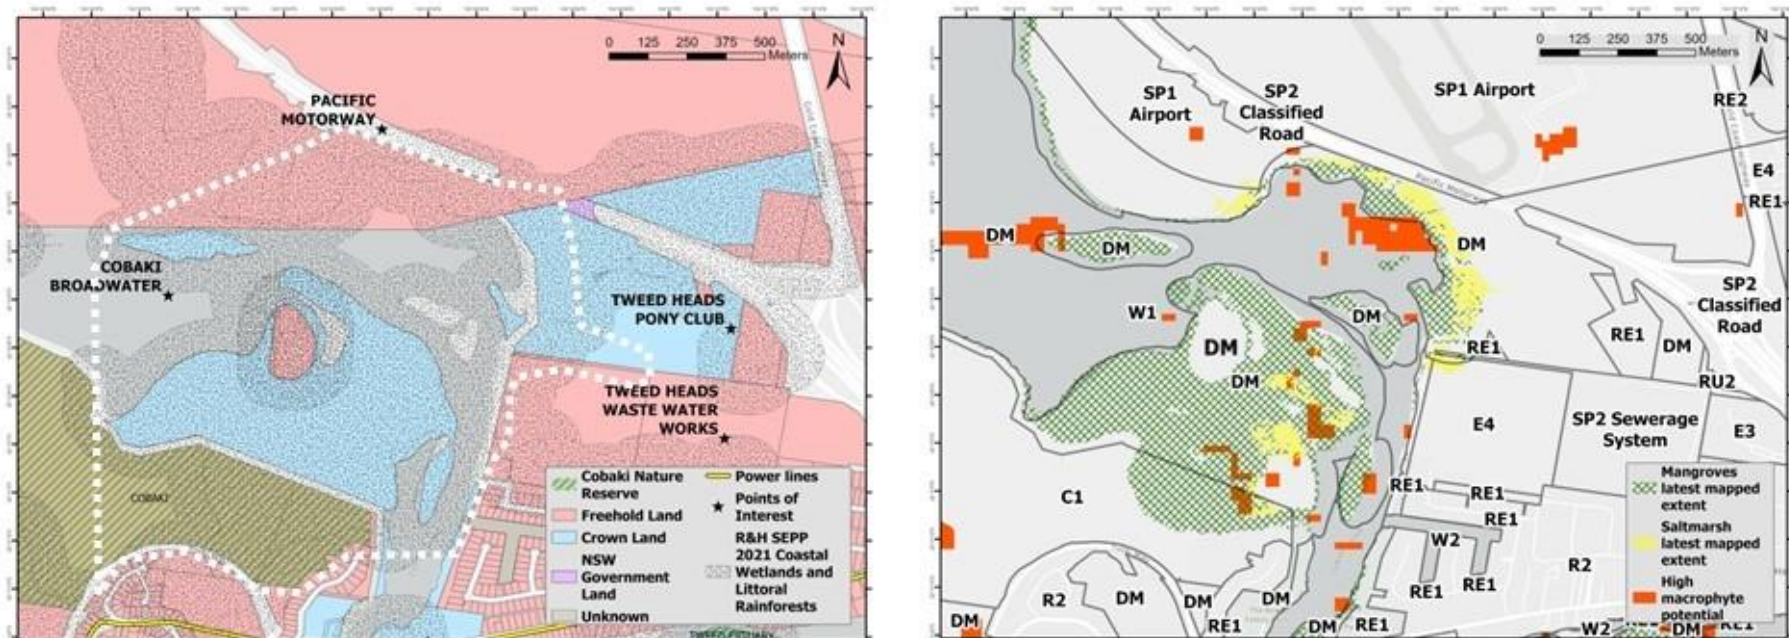 0 125 250 375 500
Meters
N
PACIFIC
MOTORWAY
COBAKI
BROADWATER
TWEED HEADS
PONY CLUB
TWEED HEADS
WASTE WATER
WORKS
COBAKI
Cobaki Nature
Reserve
Freehold Land
Crown Land
NSW
Government
Land
Unknown
Power lines
Points of
Interest
R&H SEPP
2021 Coastal
Wetlands and
Littoral
Rainforests
0 125 250 375 500
Meters
N
SP1
Airport
SP2
Classified
Road
SP1 Airport
RE2
E4
RE1
Pacific Motorway
DM
DM
DM
SP2
Classified
Road
W1
DM
DM
RE1
RE1
DM
DM
RU2
E4
SP2 Sewerage
System
E3
C1
RE1
RE1
RE1
W2
R2
RE1
RE1
R2
DM
DM
DM
DM
RE1
DM
RE1
W2
DM
RE1
Mangroves
latest mapped
extent
Saltmarsh
latest mapped
extent
High
macrophyte
potential